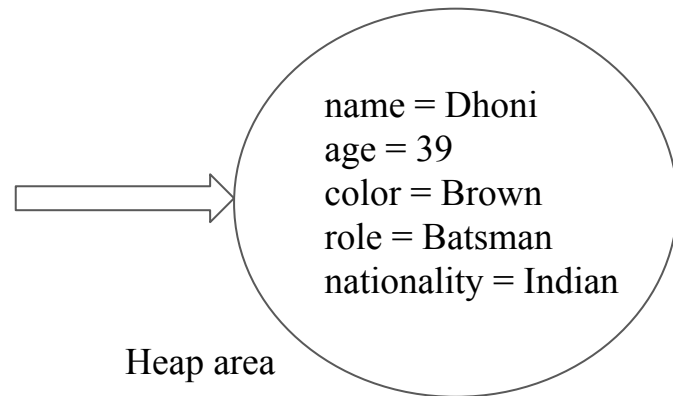 name = Dhoni
age = 39
color = Brown
role = Batsman
nationality = Indian
Heap area